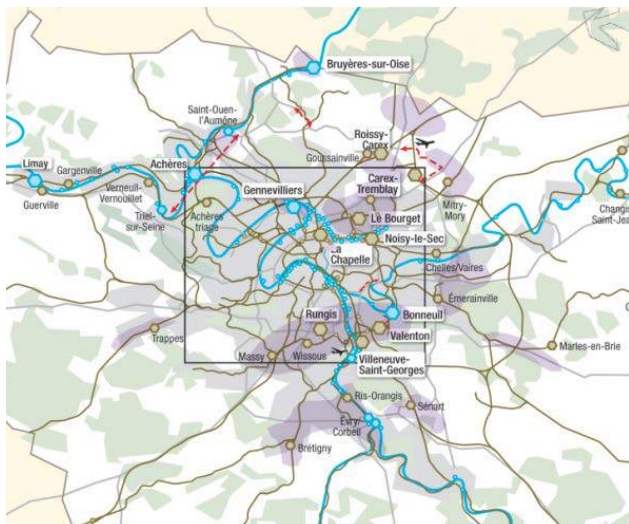 Bruyères-sur-Oise
Saint-Ouen-
l'Aumône
Roissy-
Carex
Goussainville
Limay
Gargenville
Achères
Guerville
Verneuil-
Vernouillet
Triel-
sur-Seine
Achères
triage
Gennevilliers
Carex-
Tremblay
Mitry-
Mory
Le Bourget
Noisy-le-Sec
La
Chapelle
Changis
Saint-Jea
Chelles/Vaires
Émerainville
Bonneuil
Rungis
Valenton
Trappes
Massy
Wissous
Villeneuve-
Saint-Georges
Marles-en-Brie
Ris-Orangis
Sénart
Évry/
Corbeil
Brétigny